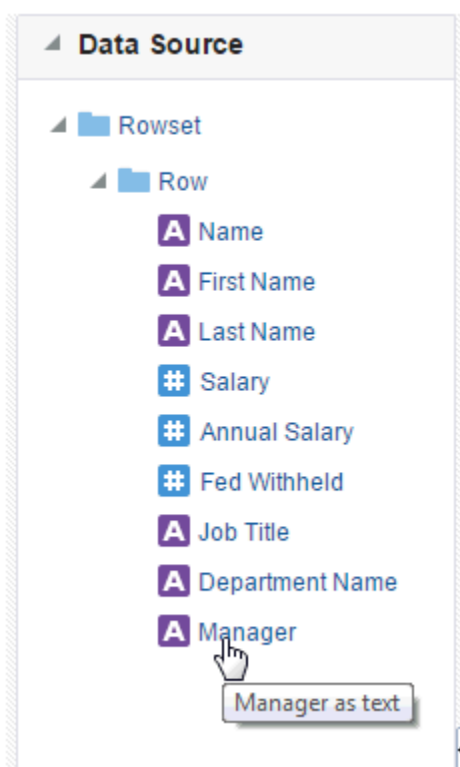 Data Source
Rowset
Row
A Name
A First Name
A Last Name
# Salary
# Annual Salary
# Fed Withheld
A Job Title
A Department Name
A Manager
Manager as text